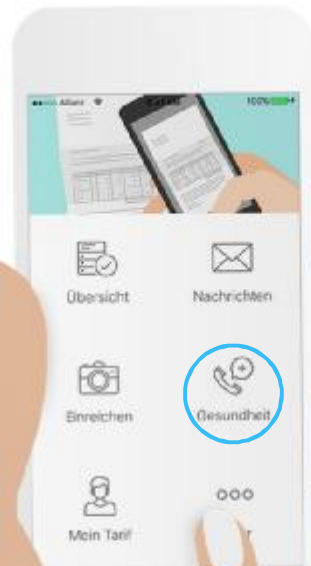 Allianz 100%
Übersicht Nachrichten
Einreichen Gesundheit
Mein Tarif